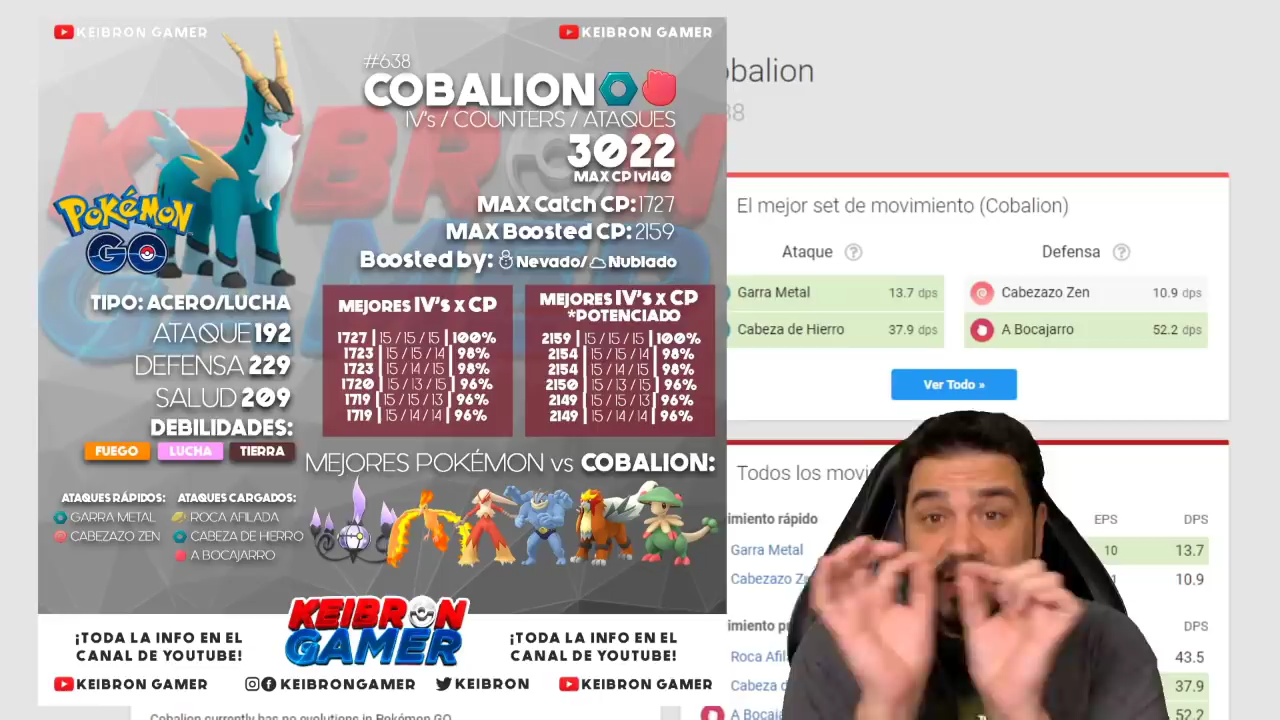 KEIBRON GAMER
KEIBRON GAMER
#638
COBALION
IV's / COUNTERS / ATAQUES
3022
MAX CP lvl40
MAX Catch CP: 1727
MAX Boosted CP: 2159
Boosted by: Nevado/ Nublado
KEIBRON
GAMER
POKÉMON
GO
TIPO: ACERO/LUCHA
ATAQUE 192
DEFENSA 229
SALUD 209
DEBILIDADES:
FUEGO LUCHA TIERRA
MEJORES IV's x CP
1727 | 15 / 15 / 15 | 100%
1723 | 15 / 15 / 14 | 98%
1723 | 15 / 14 / 15 | 98%
1720 | 15 / 13 / 15 | 96%
1719 | 15 / 15 / 13 | 96%
1719 | 15 / 14 / 14 | 96%
MEJORES IV's x CP
*POTENCIADO
2159 | 15 / 15 / 15 | 100%
2154 | 15 / 15 / 14 | 98%
2154 | 15 / 14 / 15 | 98%
2150 | 15 / 13 / 15 | 96%
2149 | 15 / 15 / 13 | 96%
2149 | 15 / 14 / 14 | 96%
MEJORES POKÉMON vs COBALION:
ATAQUES RÁPIDOS:
GARRA METAL
CABEZAZO ZEN
ATAQUES CARGADOS:
ROCA AFILADA
CABEZA DE HIERRO
A BOCAJARRO
¡TODA LA INFO EN EL
CANAL DE YOUTUBE!
KEIBRON
GAMER
¡TODA LA INFO EN EL
CANAL DE YOUTUBE!
KEIBRON GAMER
KEIBRONGAMER
KEIBRON
KEIBRON GAMER
obalion
38
El mejor set de movimiento (Cobalion)
Ataque
Garra Metal 13.7 dps
Cabeza de Hierro 37.9 dps
Defensa
Cabezazo Zen 10.9 dps
A Bocajarro 52.2 dps
Ver Todo »
Todos los movi
imiento rápido EPS DPS
Garra Metal 10 13.7
Cabezazo Ze 10.9
imiento pr DPS
Roca Afil 43.5
Cabeza d 37.9
A Bocaja 52.2
Cobalion currently has no evolutions in Pokémon GO